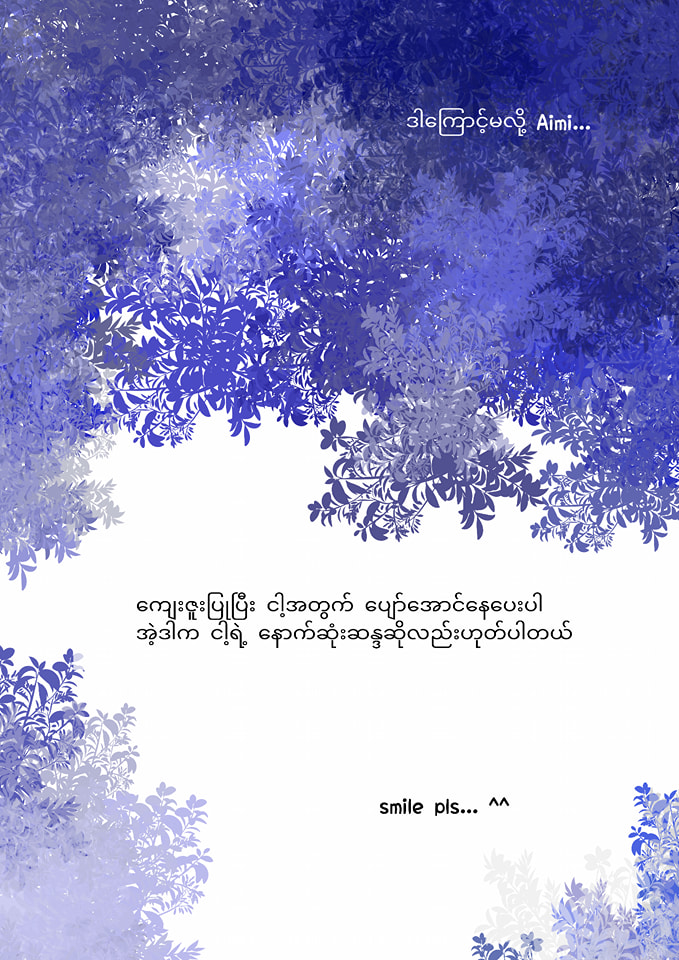 ဒါကြောင့်မလို့ Aimi...
ကျေးဇူးပြုပြီး ငါ့အတွက် ပျော်အောင်နေပေးပါ
အဲ့ဒါက ငါ့ရဲ့ နောက်ဆုံးဆန္ဒဆိုလည်းဟုတ်ပါတယ်
smile pls... ^^